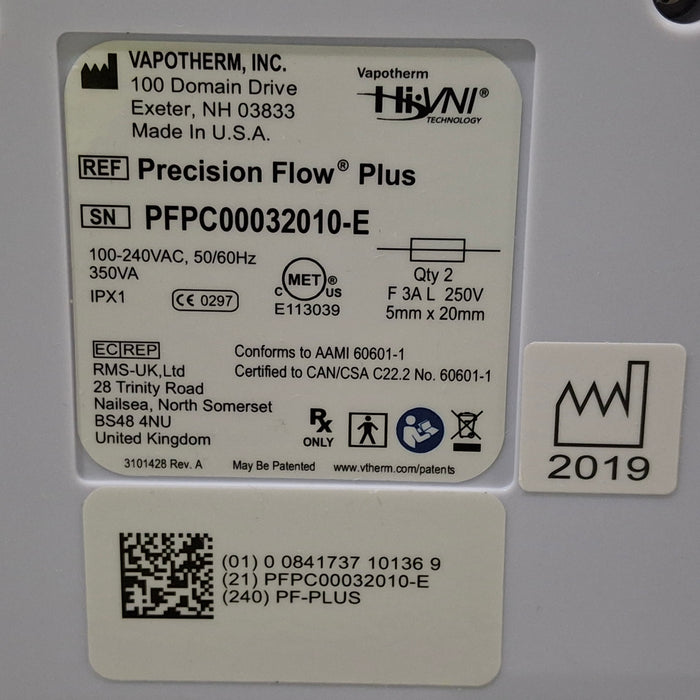 VAPOTHERM, INC.
100 Domain Drive
Exeter, NH 03833
Made In U.S.A.
Vapotherm
Hi-VNI®
TECHNOLOGY
REF Precision Flow® Plus
SN PFPC00032010-E
100-240VAC, 50/60Hz
350VA
IPX1
CE 0297
C MET ® US
E113039
Qty 2
F 3A L 250V
5mm x 20mm
EC REP
RMS-UK,Ltd
28 Trinity Road
Nailsea, North Somerset
BS48 4NU
United Kingdom
Conforms to AAMI 60601-1
Certified to CAN/CSA C22.2 No. 60601-1
Rx
ONLY
3101428 Rev. A May Be Patented www.vtherm.com/patents
2019
(01) 0 0841737 10136 9
(21) PFPC00032010-E
(240) PF-PLUS